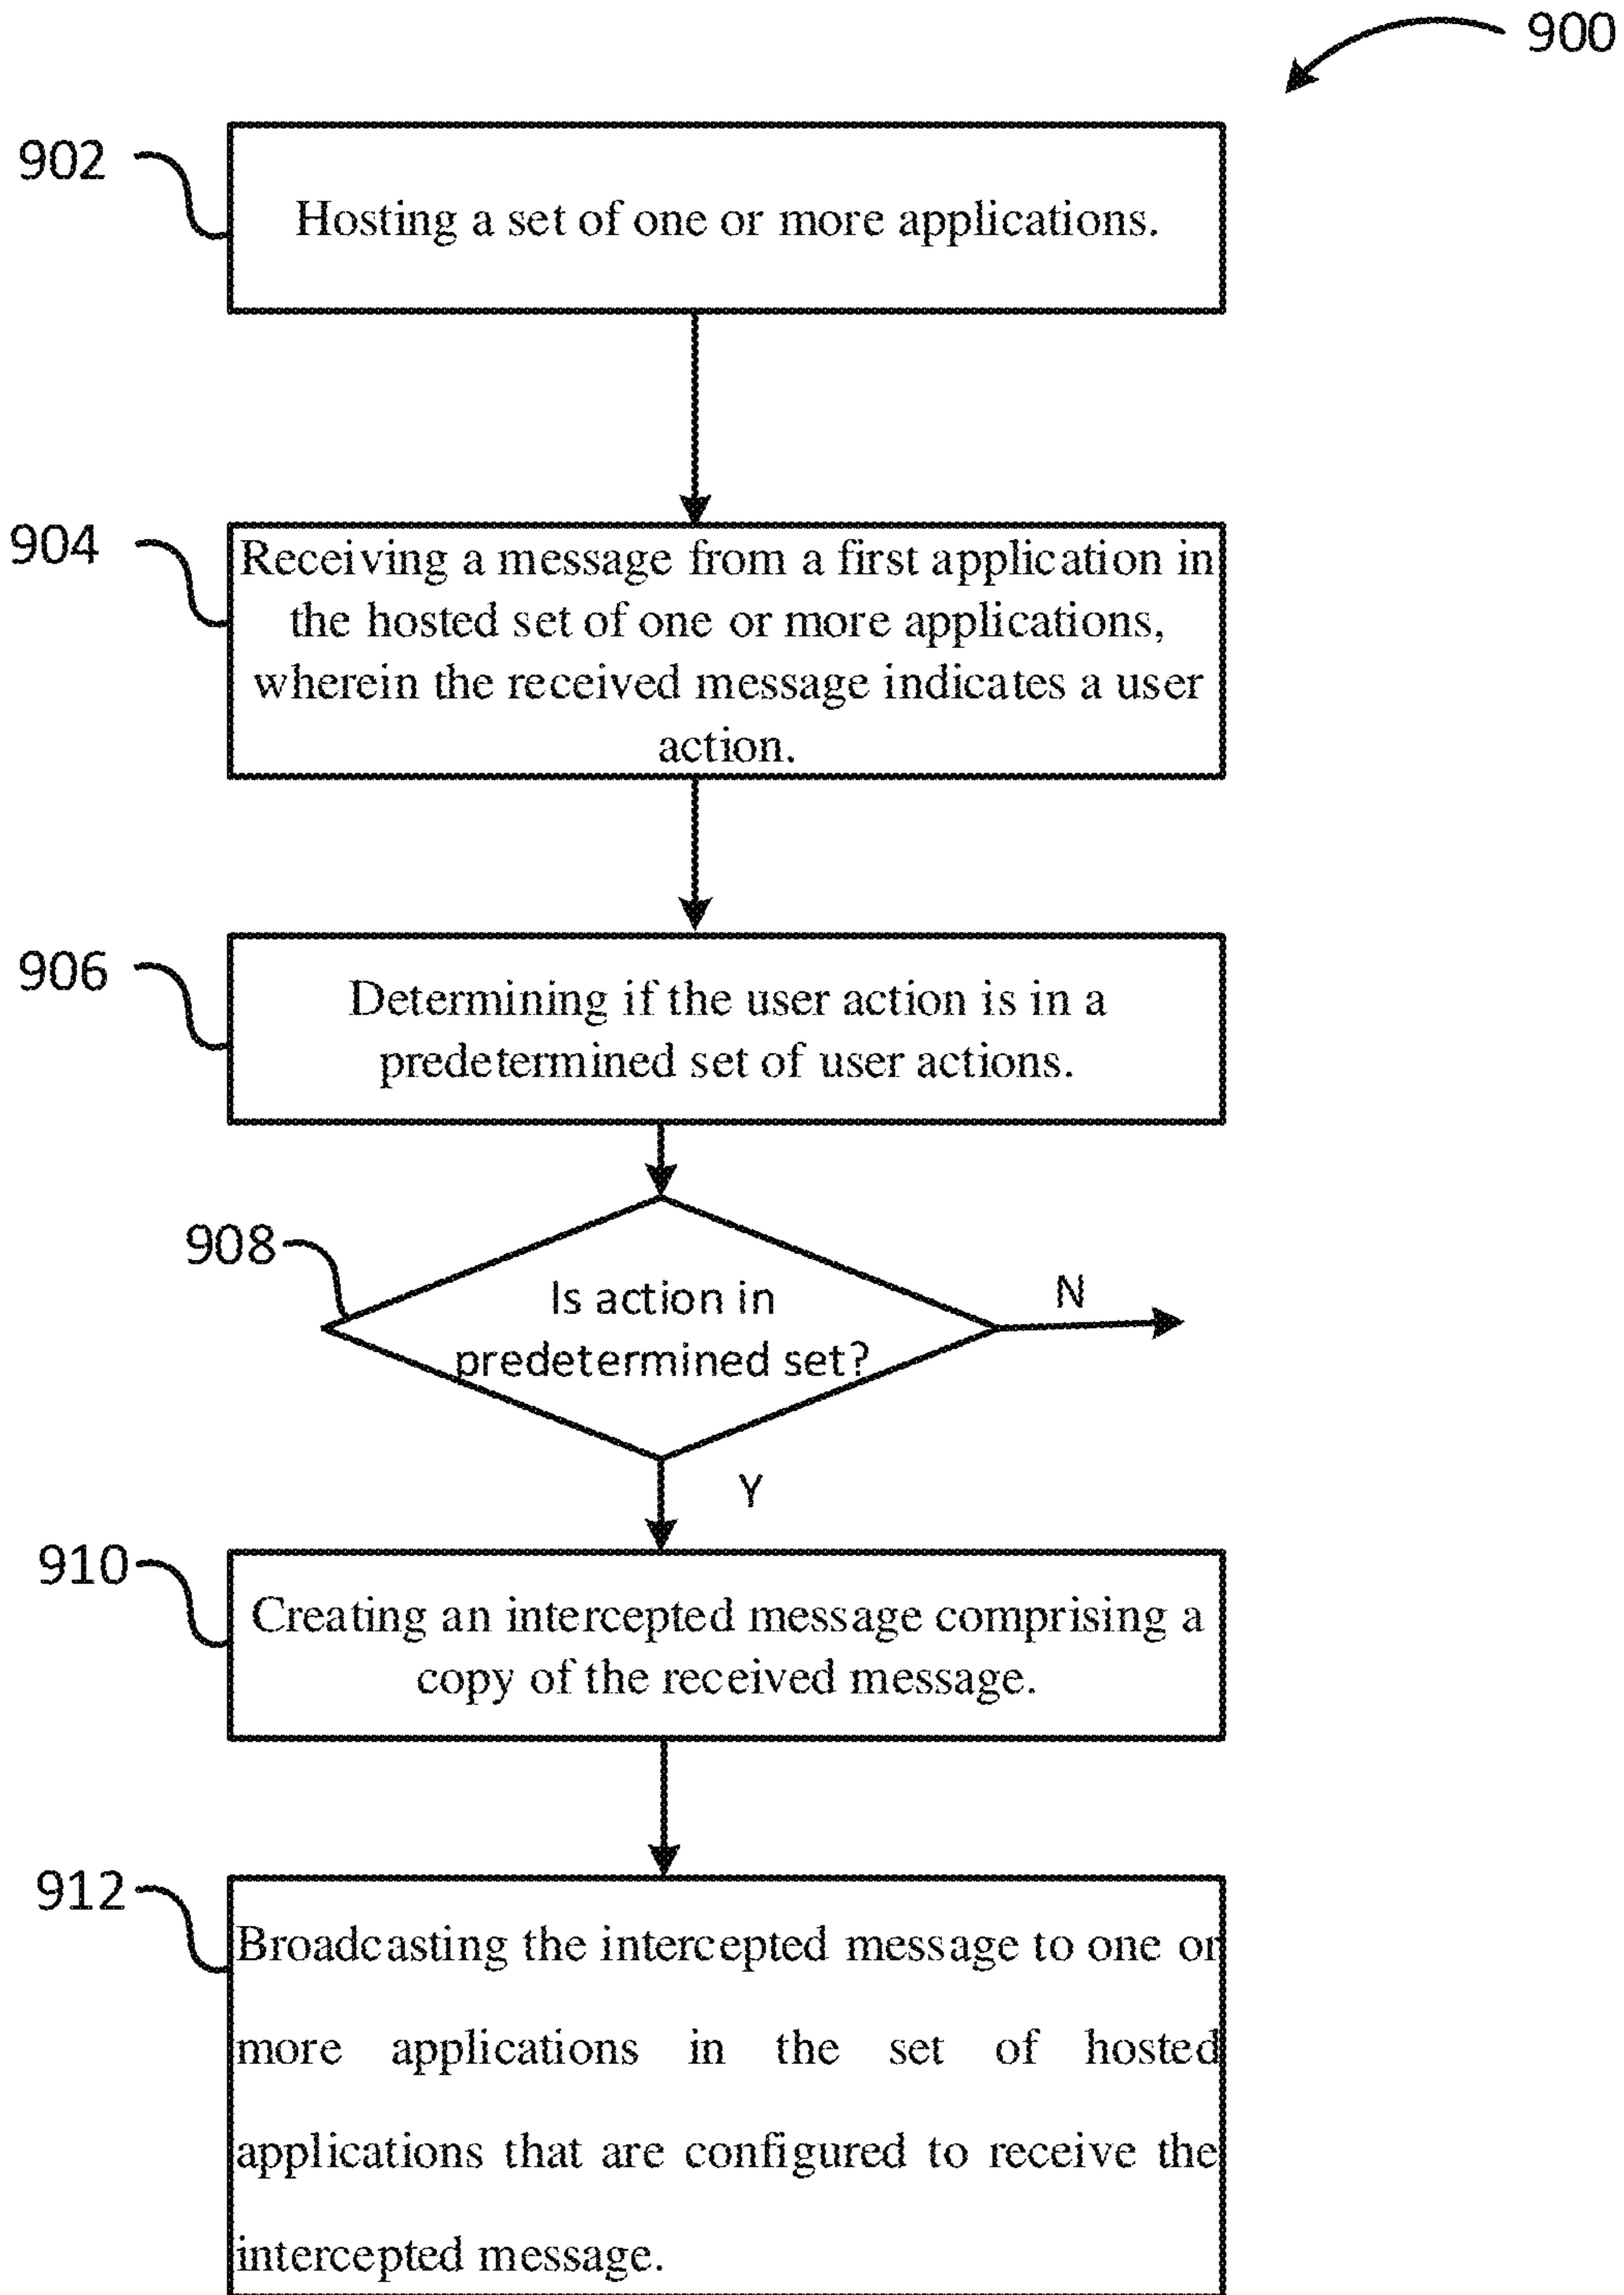 900
902
Hosting a set of one or more applications.
904
Receiving a message from a first application in
the hosted set of one or more applications,
wherein the received message indicates a user
action.
906
Determining if the user action is in a
predetermined set of user actions.
908
Is action in
predetermined set?
N
Y
910
Creating an intercepted message comprising a
copy of the received message.
912
Broadcasting the intercepted message to one or
more applications in the set of hosted
applications that are configured to receive the
intercepted message.